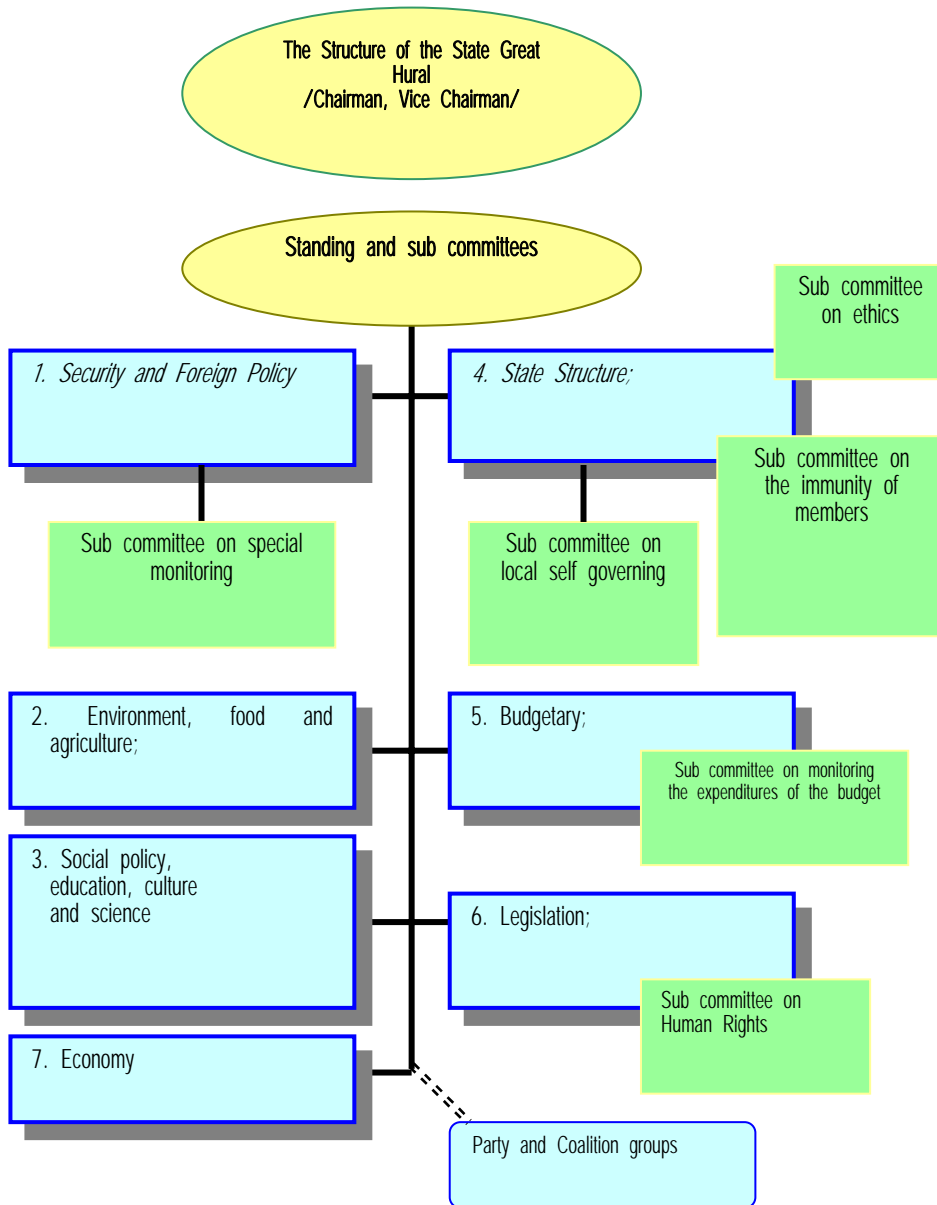 The Structure of the State Great
Hural
/Chairman, Vice Chairman/
Standing and sub committees
Sub committee
on ethics
1. Security and Foreign Policy
4. State Structure;
Sub committee on
the immunity of
members
Sub committee on special
monitoring
Sub committee on
local self governing
2. Environment, food and
agriculture;
5. Budgetary;
Sub committee on monitoring
the expenditures of the budget
3. Social policy,
education, culture
and science
6. Legislation;
Sub committee on
Human Rights
7. Economy
Party and Coalition groups